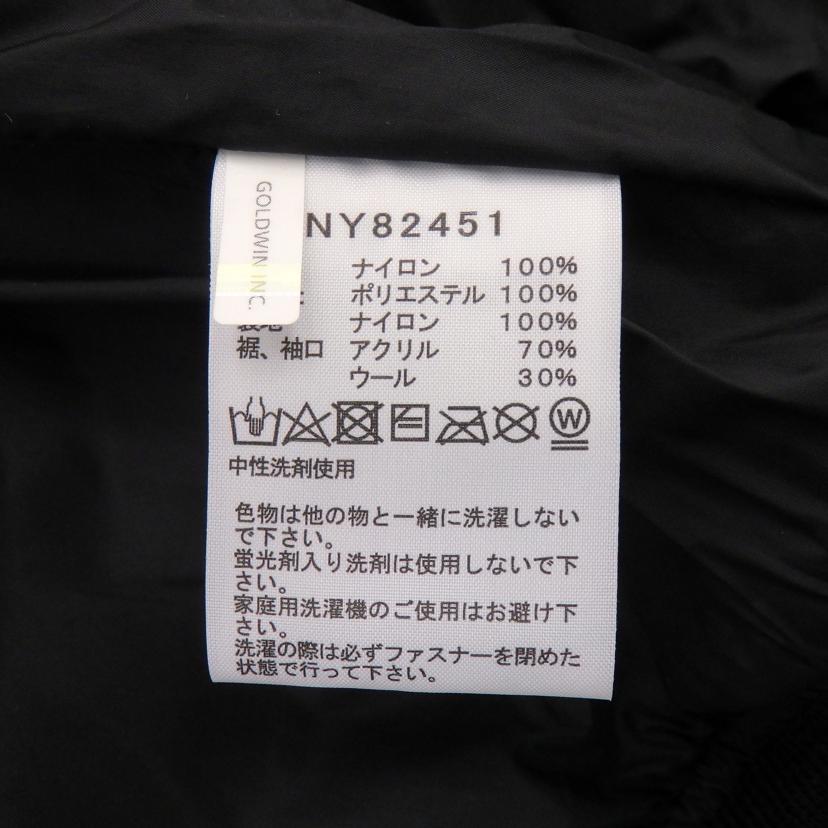 GOLDWIN INC.
NY82451
ナイロン 100%
ポリエステル 100%
裏地 ナイロン 100%
裾、袖口 アクリル 70%
ウール 30%
W
中性洗剤使用
色物は他の物と一緒に洗濯しない
で下さい。
蛍光剤入り洗剤は使用しないで下
さい。
家庭用洗濯機のご使用はお避け下
さい。
洗濯の際は必ずファスナーを閉めた
状態で行って下さい。